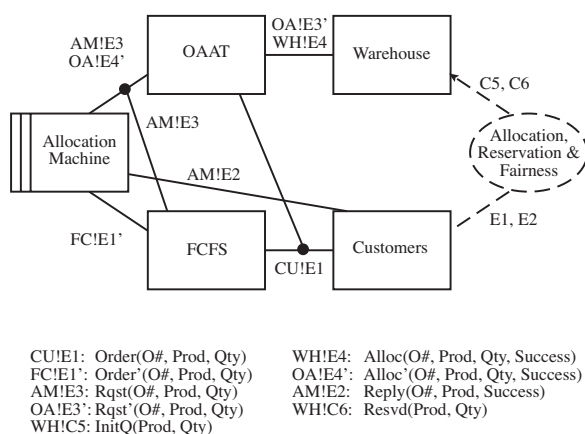 AM!E3
OA!E4’
OAAT
OA!E3’
WH!E4
Warehouse
C5, C6
AM!E3
Allocation
Machine
Allocation,
Reservation &
Fairness
AM!E2
E1, E2
FC!E1’
FCFS
CU!E1
Customers
CU!E1: Order(O#, Prod, Qty)
FC!E1’: Order’(O#, Prod, Qty)
AM!E3: Rqst(O#, Prod, Qty)
OA!E3’: Rqst’(O#, Prod, Qty)
WH!C5: InitQ(Prod, Qty)
WH!E4: Alloc(O#, Prod, Qty, Success)
OA!E4’: Alloc’(O#, Prod, Qty, Success)
AM!E2: Reply(O#, Prod, Success)
WH!C6: Resvd(Prod, Qty)